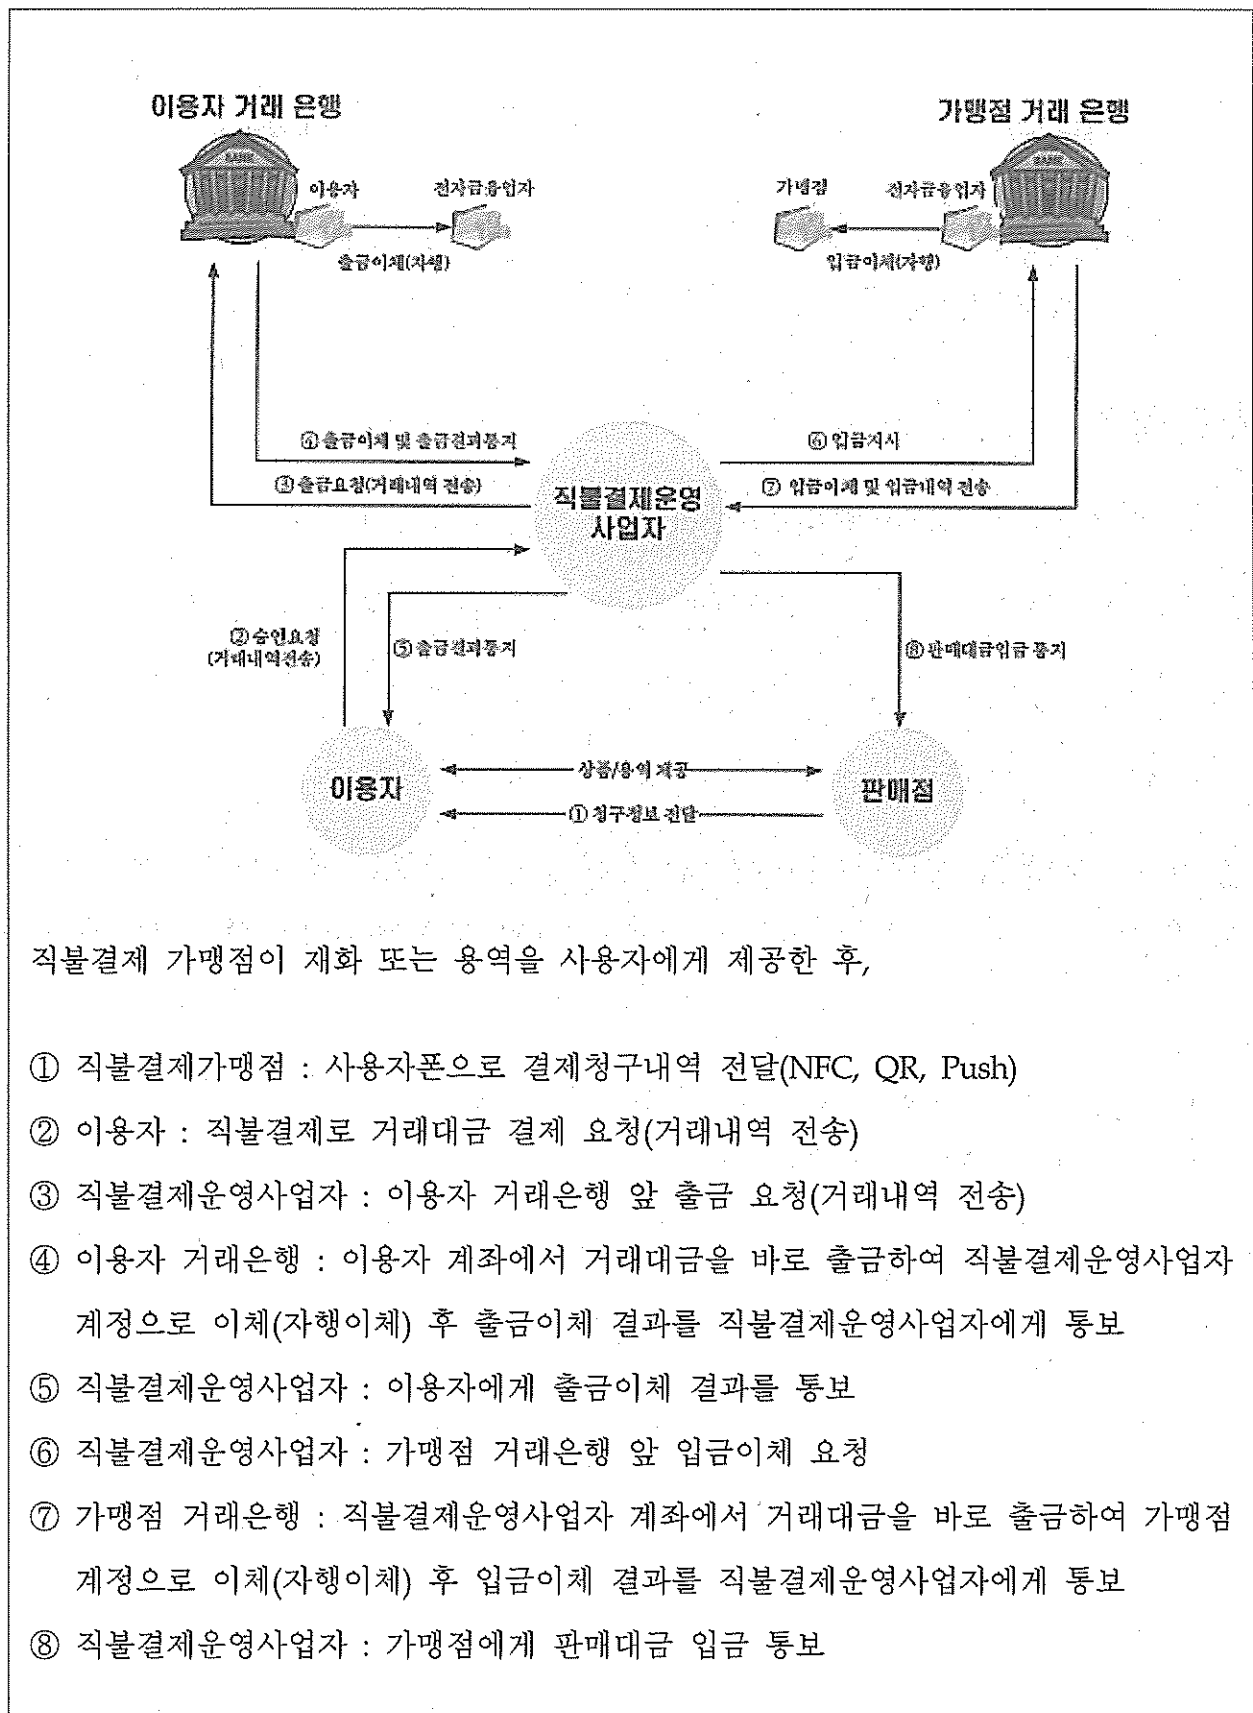 이용자 거래 은행
가맹점 거래 은행
BANK
BANK
이용자
전자금융업자
가맹점
전자금융업자
출금이체(자행)
입금이체(자행)
④ 출금이체 및 출금결과통지
⑥ 입금지시
③ 출금요청(거래내역 전송)
⑦ 입금이체 및 입금내역 전송
직불결제운영
사업자
② 승인요청
(거래내역전송)
⑤ 출금결과통지
⑧ 판매대금입금 통지
이용자
상품/용역 제공
판매점
① 청구정보 전달
직불결제 가맹점이 재화 또는 용역을 사용자에게 제공한 후,
① 직불결제가맹점 : 사용자폰으로 결제청구내역 전달(NFC, QR, Push)
② 이용자 : 직불결제로 거래대금 결제 요청(거래내역 전송)
③ 직불결제운영사업자 : 이용자 거래은행 앞 출금 요청(거래내역 전송)
④ 이용자 거래은행 : 이용자 계좌에서 거래대금을 바로 출금하여 직불결제운영사업자
계정으로 이체(자행이체) 후 출금이체 결과를 직불결제운영사업자에게 통보
⑤ 직불결제운영사업자 : 이용자에게 출금이체 결과를 통보
⑥ 직불결제운영사업자 : 가맹점 거래은행 앞 입금이체 요청
⑦ 가맹점 거래은행 : 직불결제운영사업자 계좌에서 거래대금을 바로 출금하여 가맹점
계정으로 이체(자행이체) 후 입금이체 결과를 직불결제운영사업자에게 통보
⑧ 직불결제운영사업자 : 가맹점에게 판매대금 입금 통보